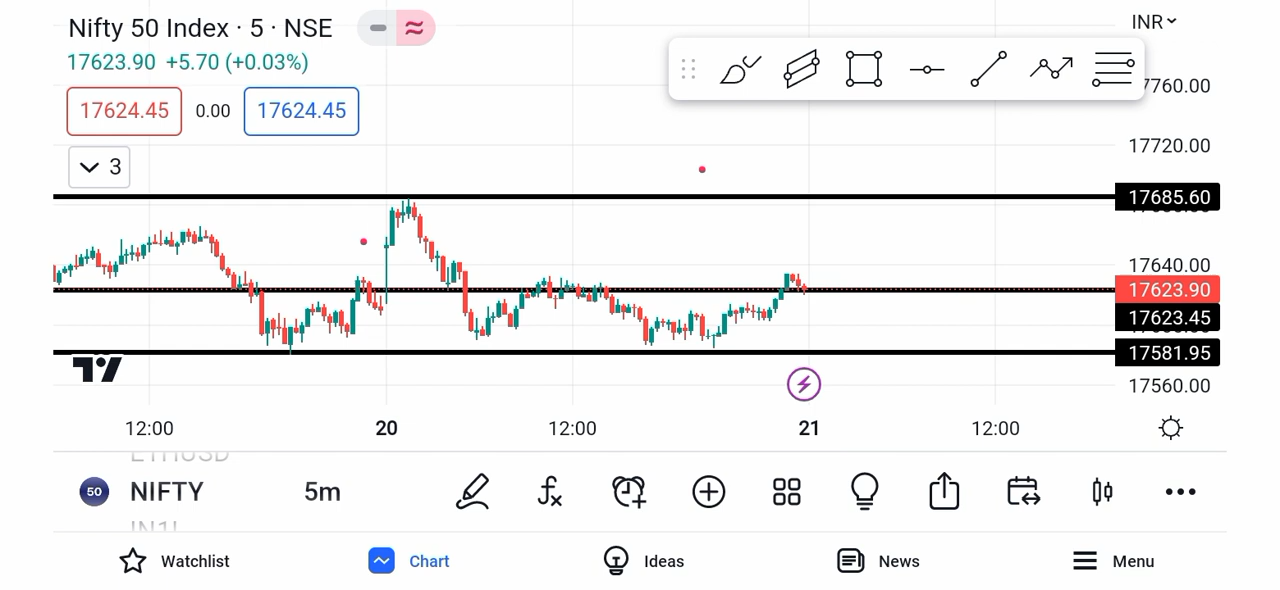 Nifty 50 Index · 5 · NSE
INR
17623.90 +5.70 (+0.03%)
17624.45 0.00 17624.45
3
17760.00
17720.00
17685.60
17640.00
17623.90
17623.45
17581.95
17560.00
12:00 20 12:00 21 12:00
ETHUSD
50 NIFTY 5m
Watchlist Chart Ideas News Menu